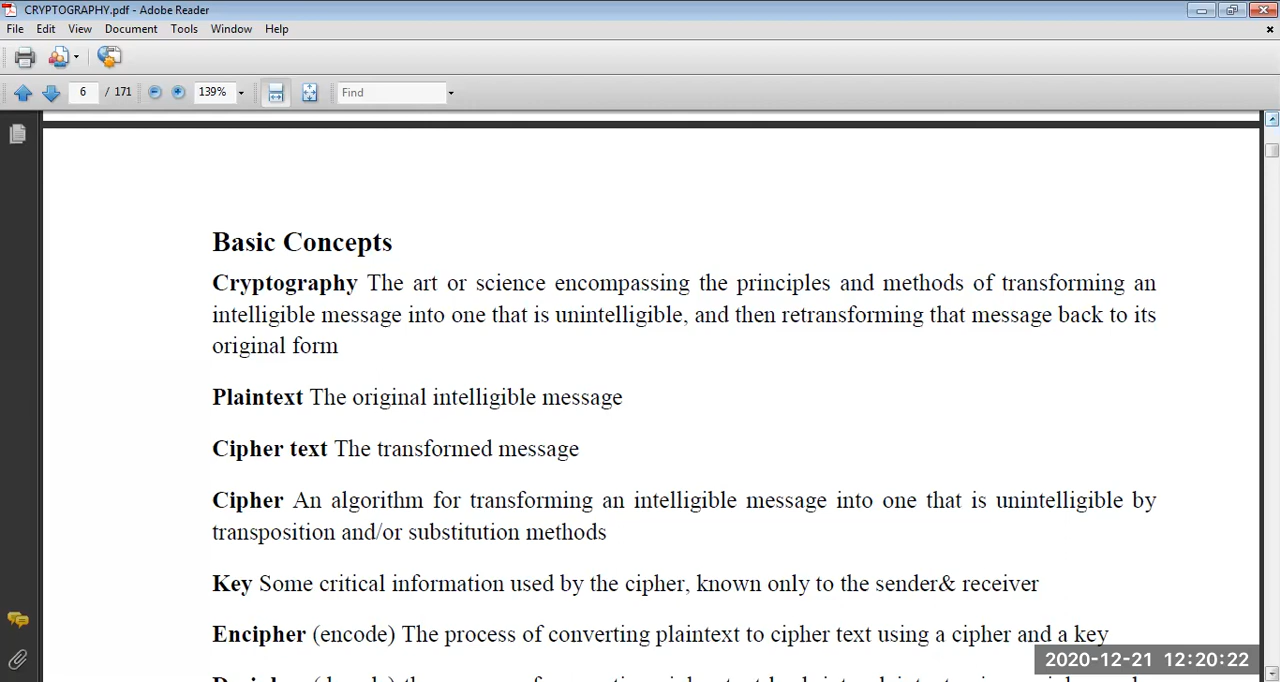 CRYPTOGRAPHY.pdf - Adobe Reader
File Edit View Document Tools Window Help
6 / 171 139% Find
Basic Concepts
Cryptography The art or science encompassing the principles and methods of transforming an
intelligible message into one that is unintelligible, and then retransforming that message back to its
original form
Plaintext The original intelligible message
Cipher text The transformed message
Cipher An algorithm for transforming an intelligible message into one that is unintelligible by
transposition and/or substitution methods
Key Some critical information used by the cipher, known only to the sender& receiver
Encipher (encode) The process of converting plaintext to cipher text using a cipher and a key
2020-12-21 12:20:22